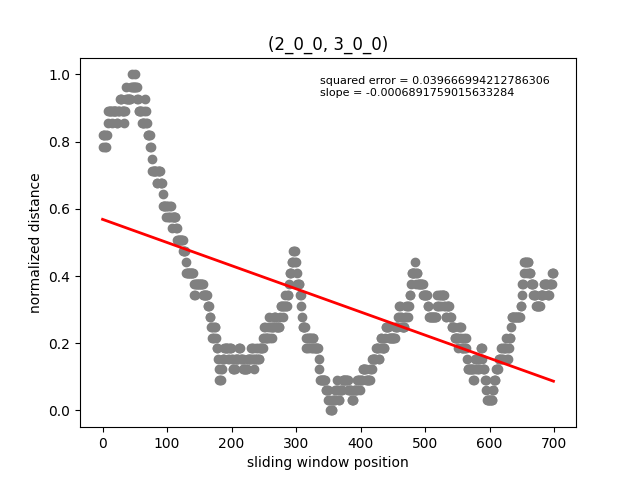 (2_0_0, 3_0_0)
squared error = 0.039666994212786306
slope = -0.0006891759015633284
normalized distance
1.0
0.8
0.6
0.4
0.2
0.0
0 100 200 300 400 500 600 700
sliding window position